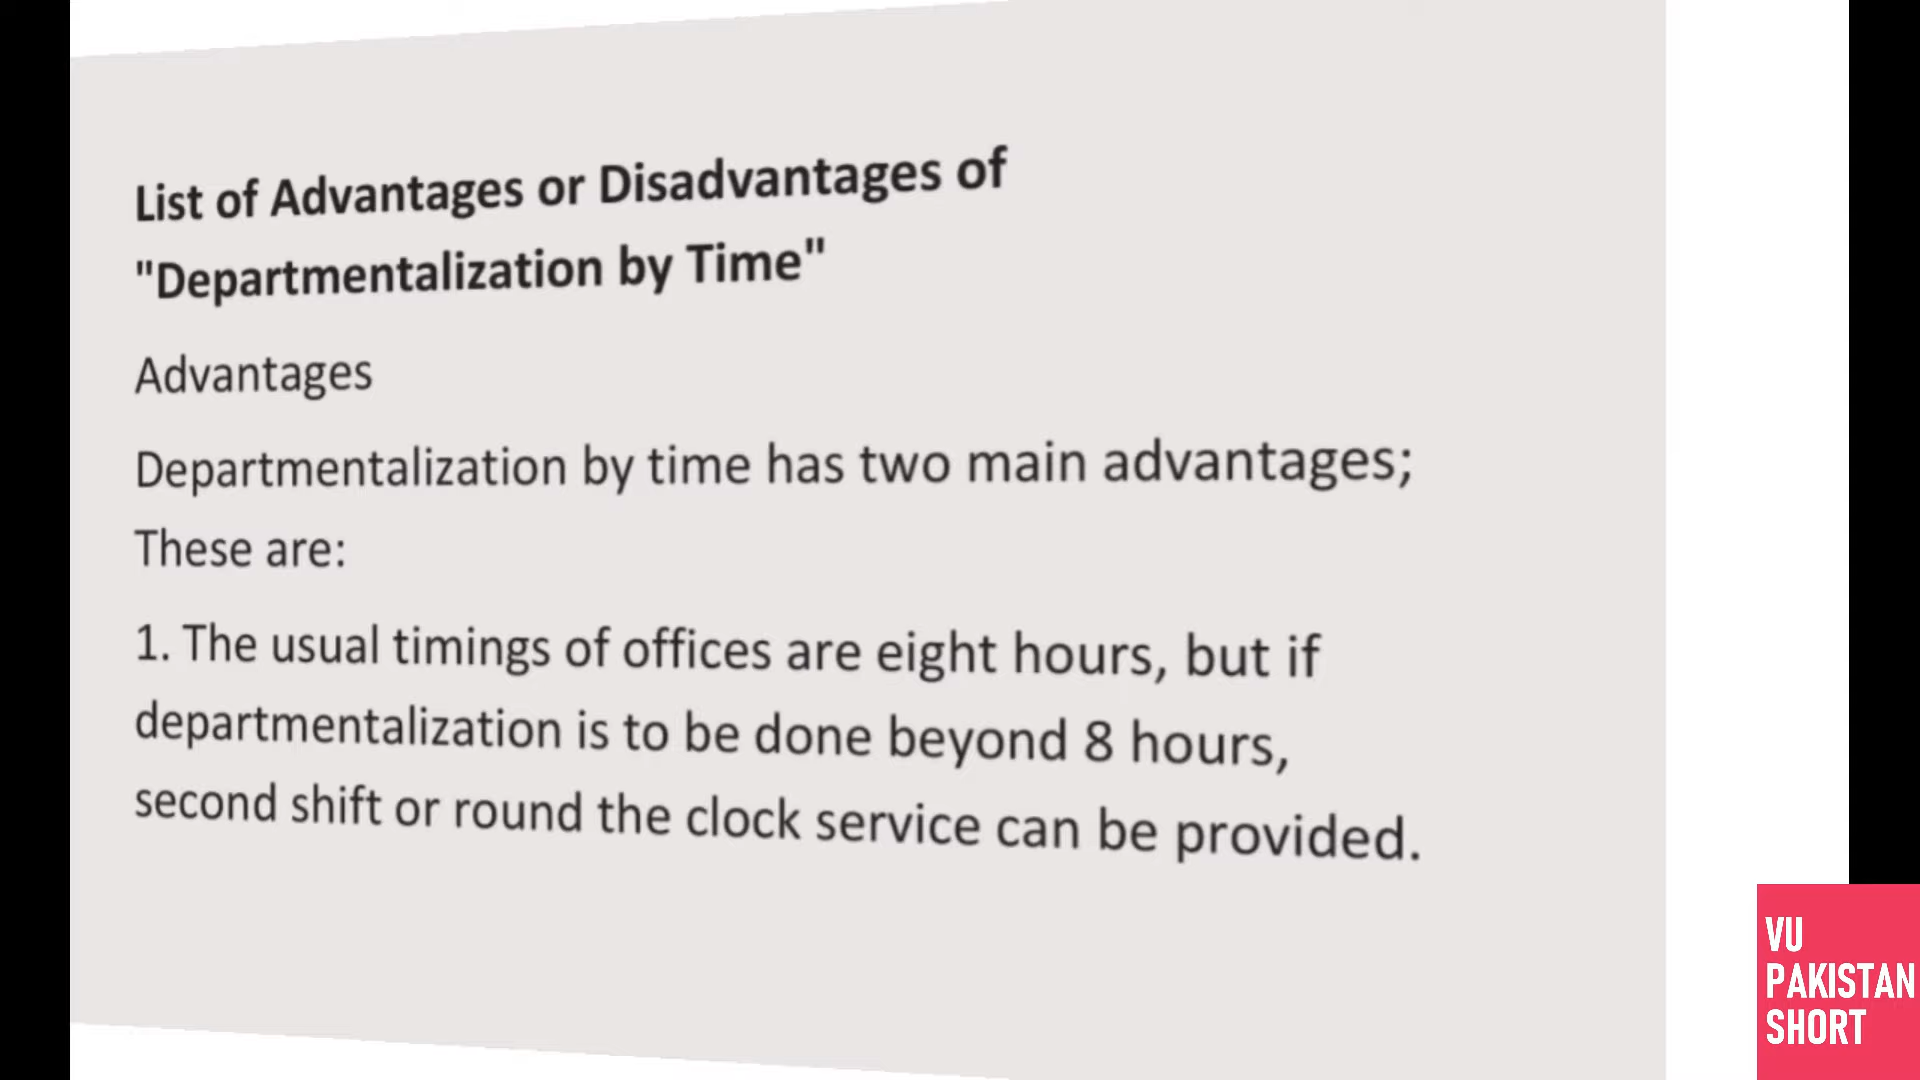 List of Advantages or Disadvantages of
"Departmentalization by Time"
Advantages
Departmentalization by time has two main advantages;
These are:
1. The usual timings of offices are eight hours, but if
departmentalization is to be done beyond 8 hours,
second shift or round the clock service can be provided.
VU
PAKISTAN
SHORT